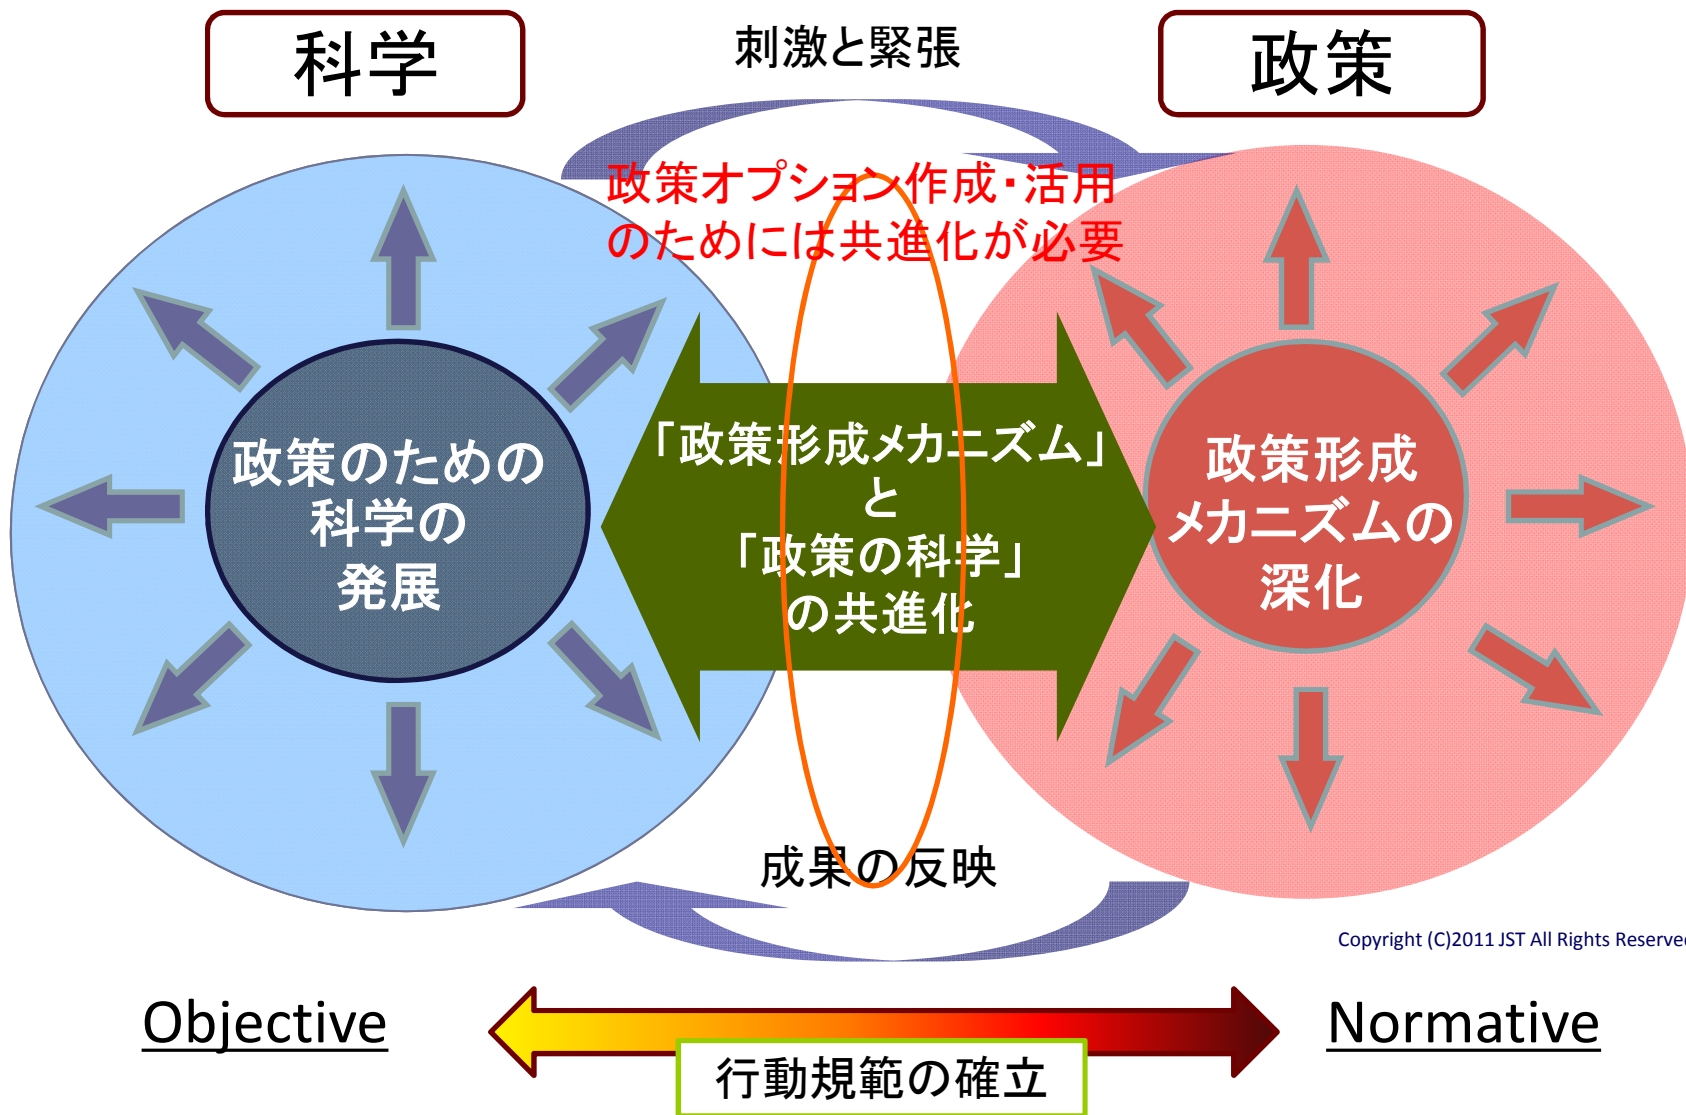 科学
刺激と緊張
政策
政策オプション作成・活用
のためには共進化が必要
政策のための
科学の
発展
「政策形成メカニズム」
と
「政策の科学」
の共進化
政策形成
メカニズムの
深化
成果の反映
Copyright (C)2011 JST All Rights Reserve
Objective
Normative
行動規範の確立